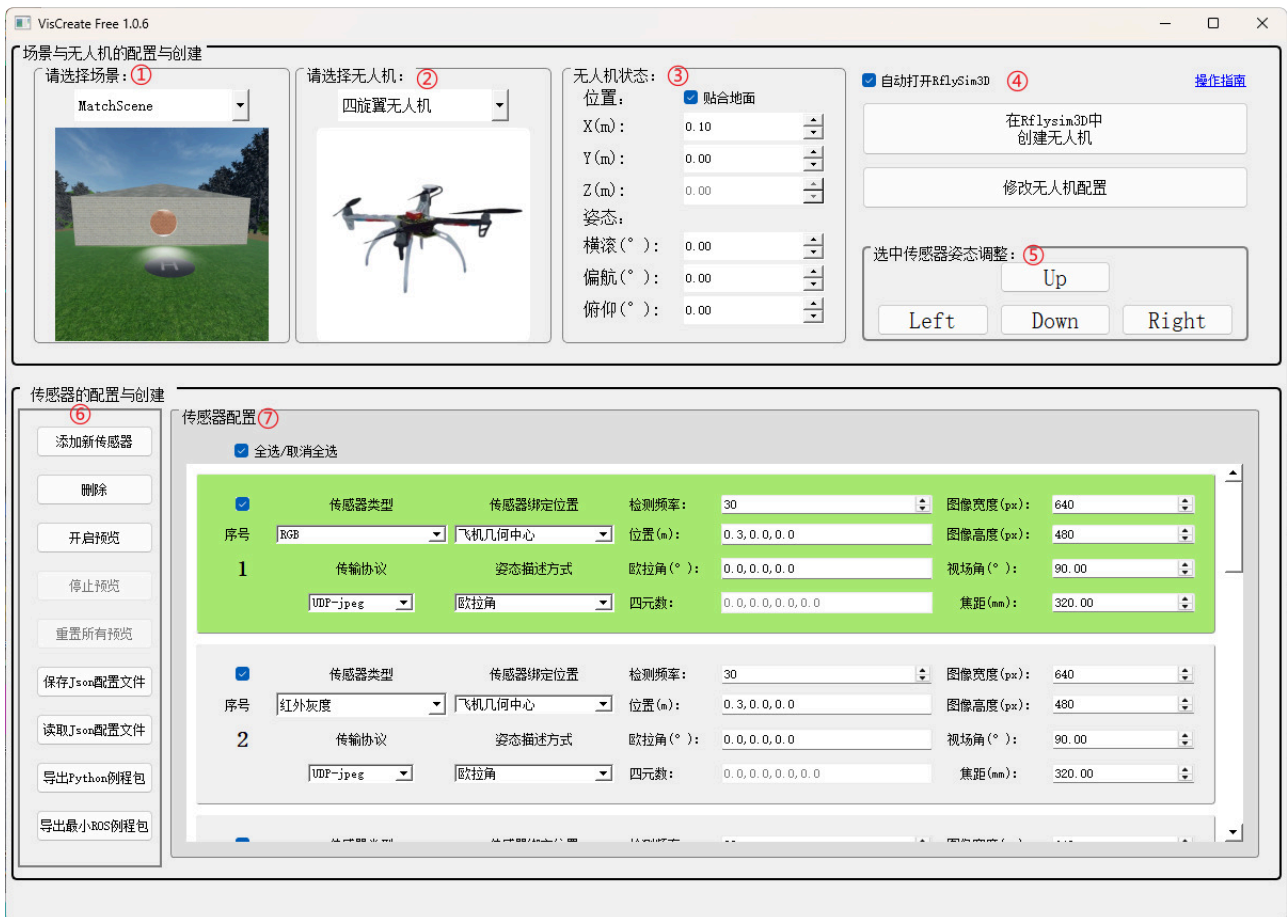 VisCreate Free 1.0.6
场景与无人机的配置与创建
请选择场景：①
MatchScene
请选择无人机：②
四旋翼无人机
无人机状态：③
位置：
贴合地面
X(m)：
0.10
Y(m)：
0.00
Z(m)：
0.00
姿态：
横滚(°)：
0.00
偏航(°)：
0.00
俯仰(°)：
0.00
自动打开RflySim3D ④
操作指南
在Rflysim3D中
创建无人机
修改无人机配置
选中传感器姿态调整：⑤
Up
Left Down Right
传感器的配置与创建
⑥
添加新传感器
删除
开启预览
停止预览
重置所有预览
保存Json配置文件
读取Json配置文件
导出Python例程包
导出最小ROS例程包
传感器配置⑦
全选/取消全选
传感器类型 传感器绑定位置 检测频率： 30 图像宽度(px)： 640
序号 RGB 飞机几何中心 位置(m)： 0.3,0.0,0.0 图像高度(px)： 480
1 传输协议 姿态描述方式 欧拉角(°)： 0.0,0.0,0.0 视场角(°)： 90.00
UDP-jpeg 欧拉角 四元数： 0.0,0.0,0.0,0.0 焦距(mm)： 320.00
传感器类型 传感器绑定位置 检测频率： 30 图像宽度(px)： 640
序号 红外灰度 飞机几何中心 位置(m)： 0.3,0.0,0.0 图像高度(px)： 480
2 传输协议 姿态描述方式 欧拉角(°)： 0.0,0.0,0.0 视场角(°)： 90.00
UDP-jpeg 欧拉角 四元数： 0.0,0.0,0.0,0.0 焦距(mm)： 320.00